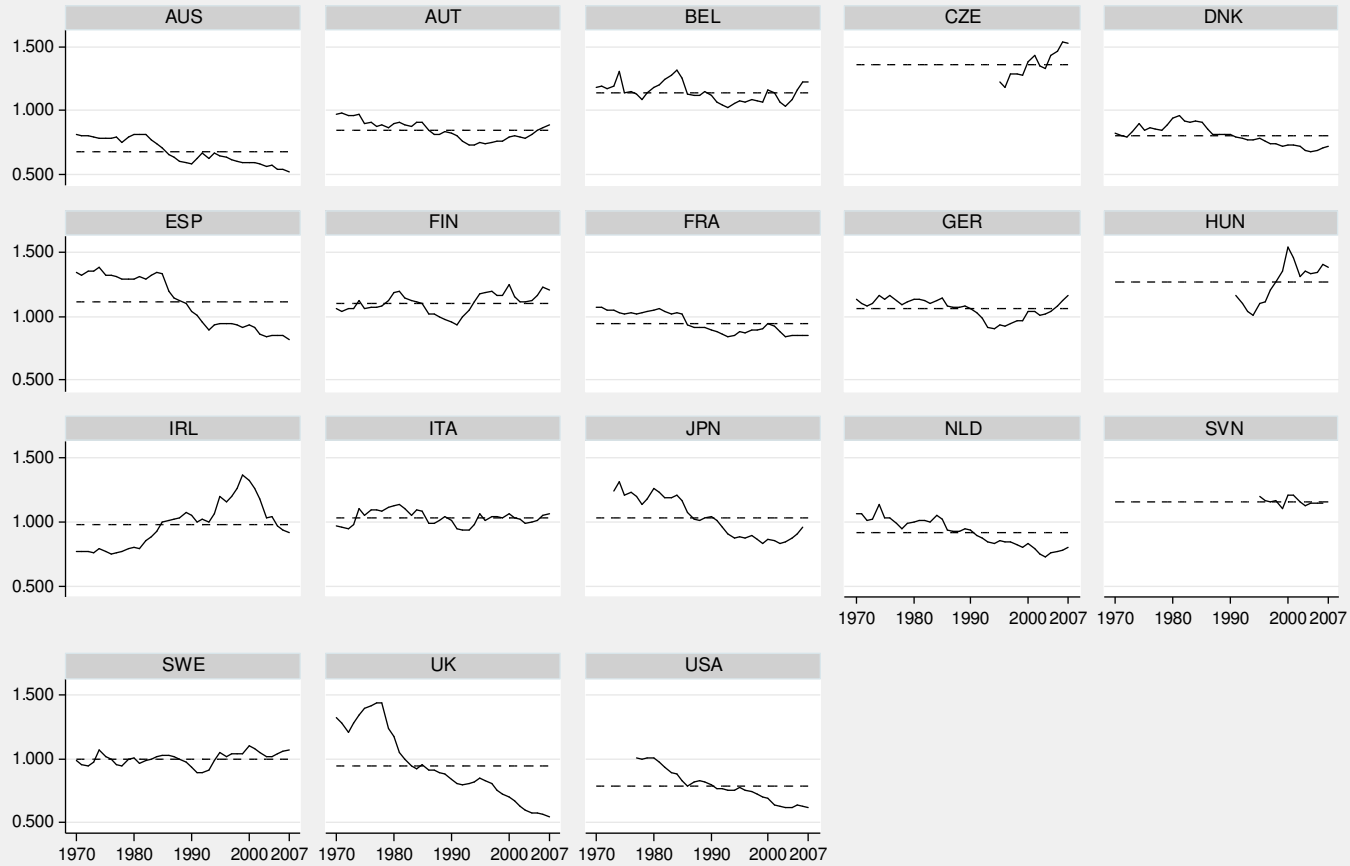 AUS AUT BEL CZE DNK
1.500
1.000
0.500
ESP FIN FRA GER HUN
1.500
1.000
0.500
IRL ITA JPN NLD SVN
1.500
1.000
0.500
1970 1980 1990 2000 2007 1970 1980 1990 2000 2007
SWE UK USA
1.500
1.000
0.500
1970 1980 1990 2000 2007 1970 1980 1990 2000 2007 1970 1980 1990 2000 2007